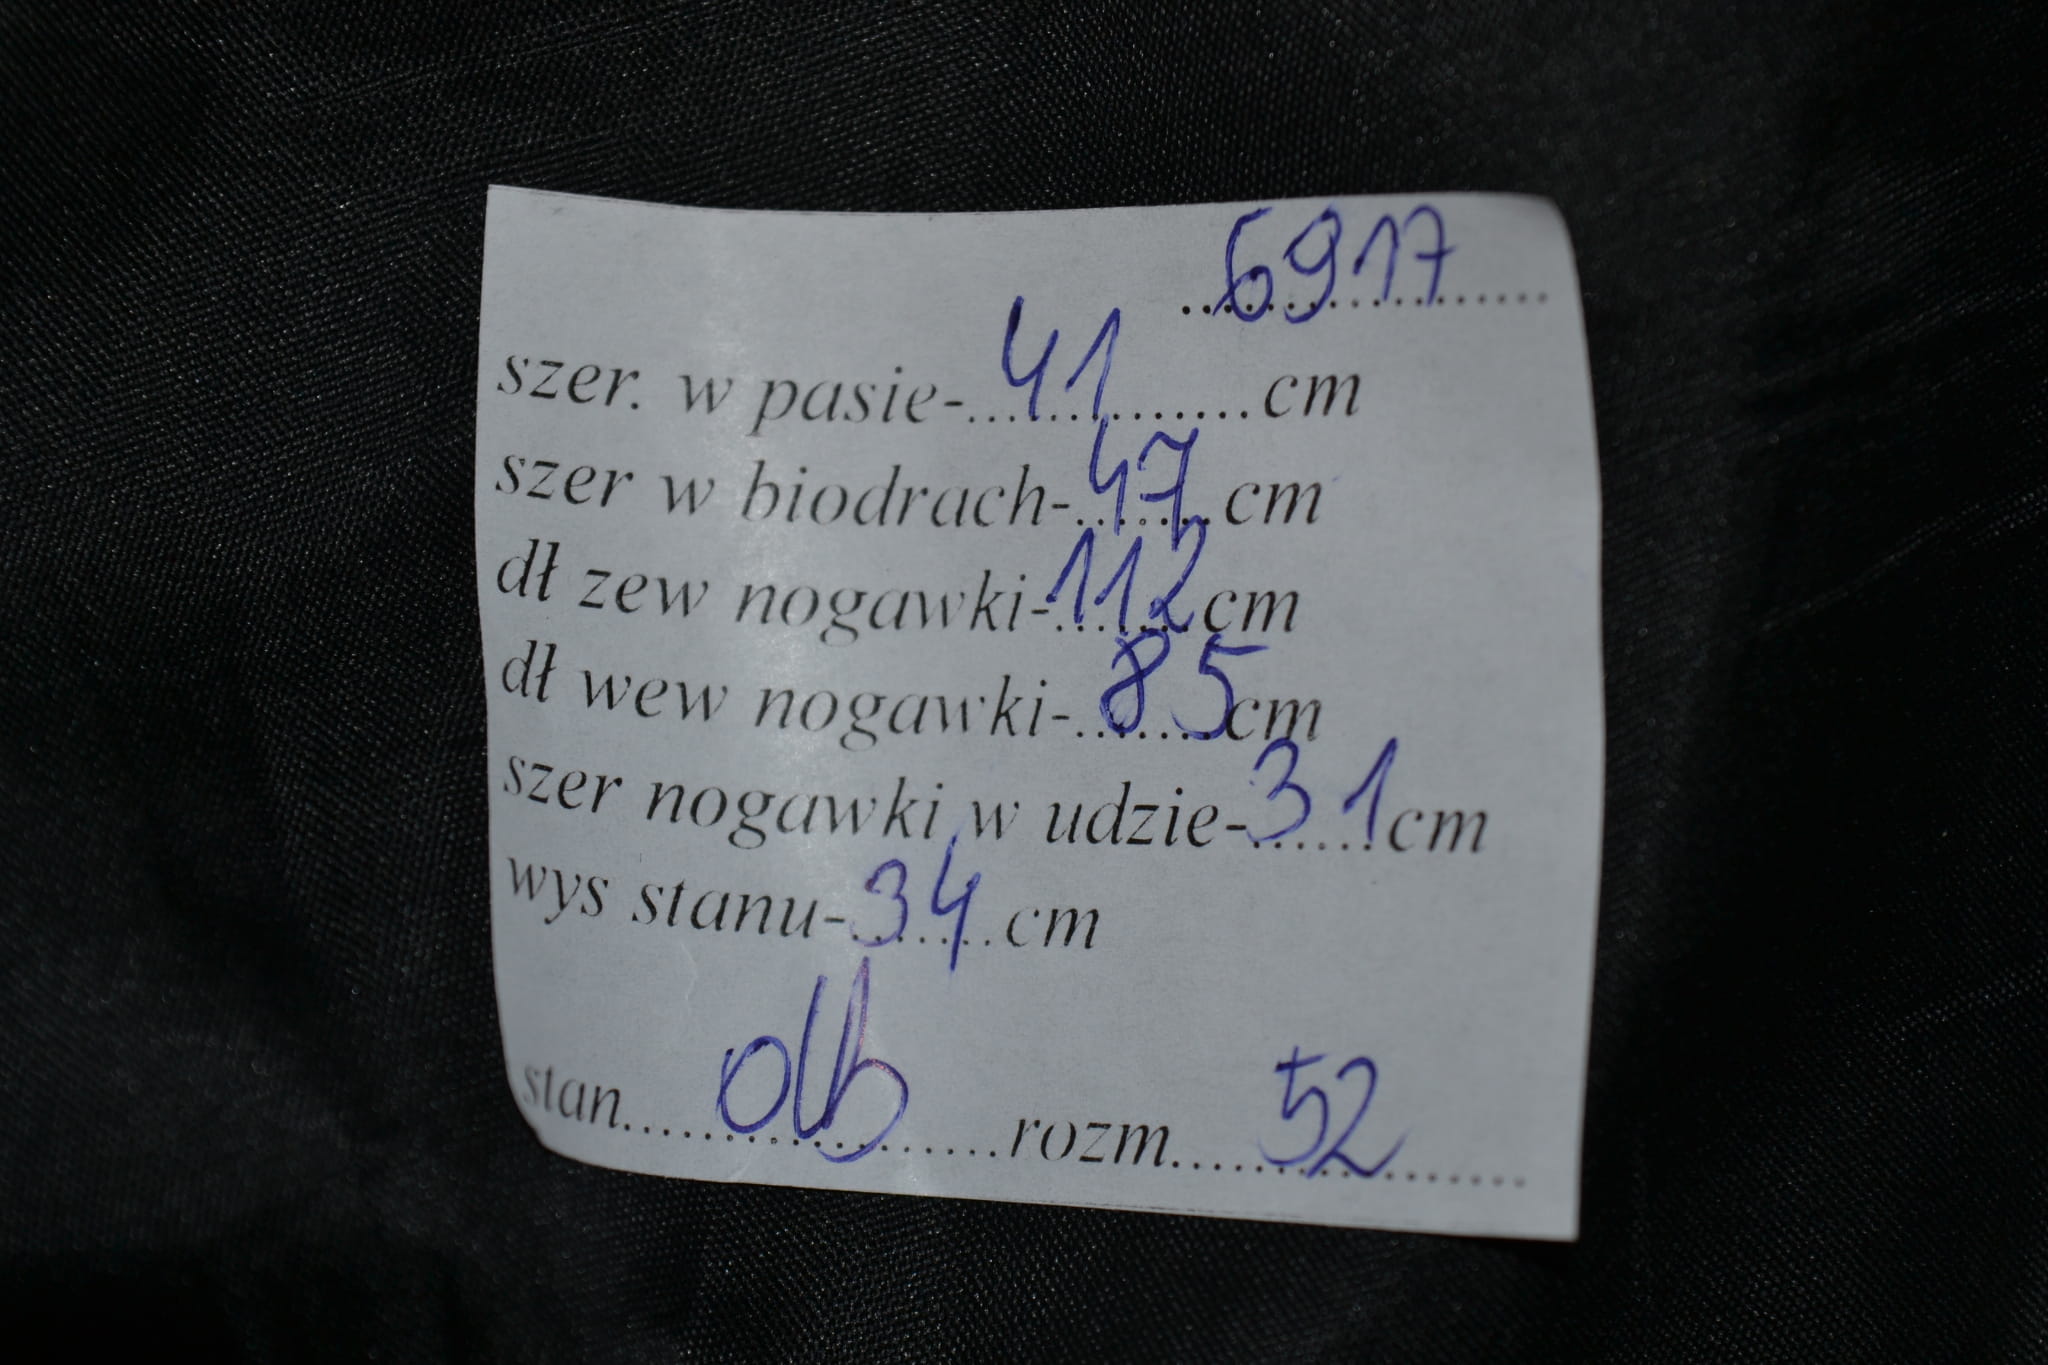 6917
szer. w pasie-41cm
szer w biodrach-47cm
dł zew nogawki-112cm
dł wew nogawki-85cm
szer nogawki w udzie-31cm
wys stanu-34cm
stan db rozm 52